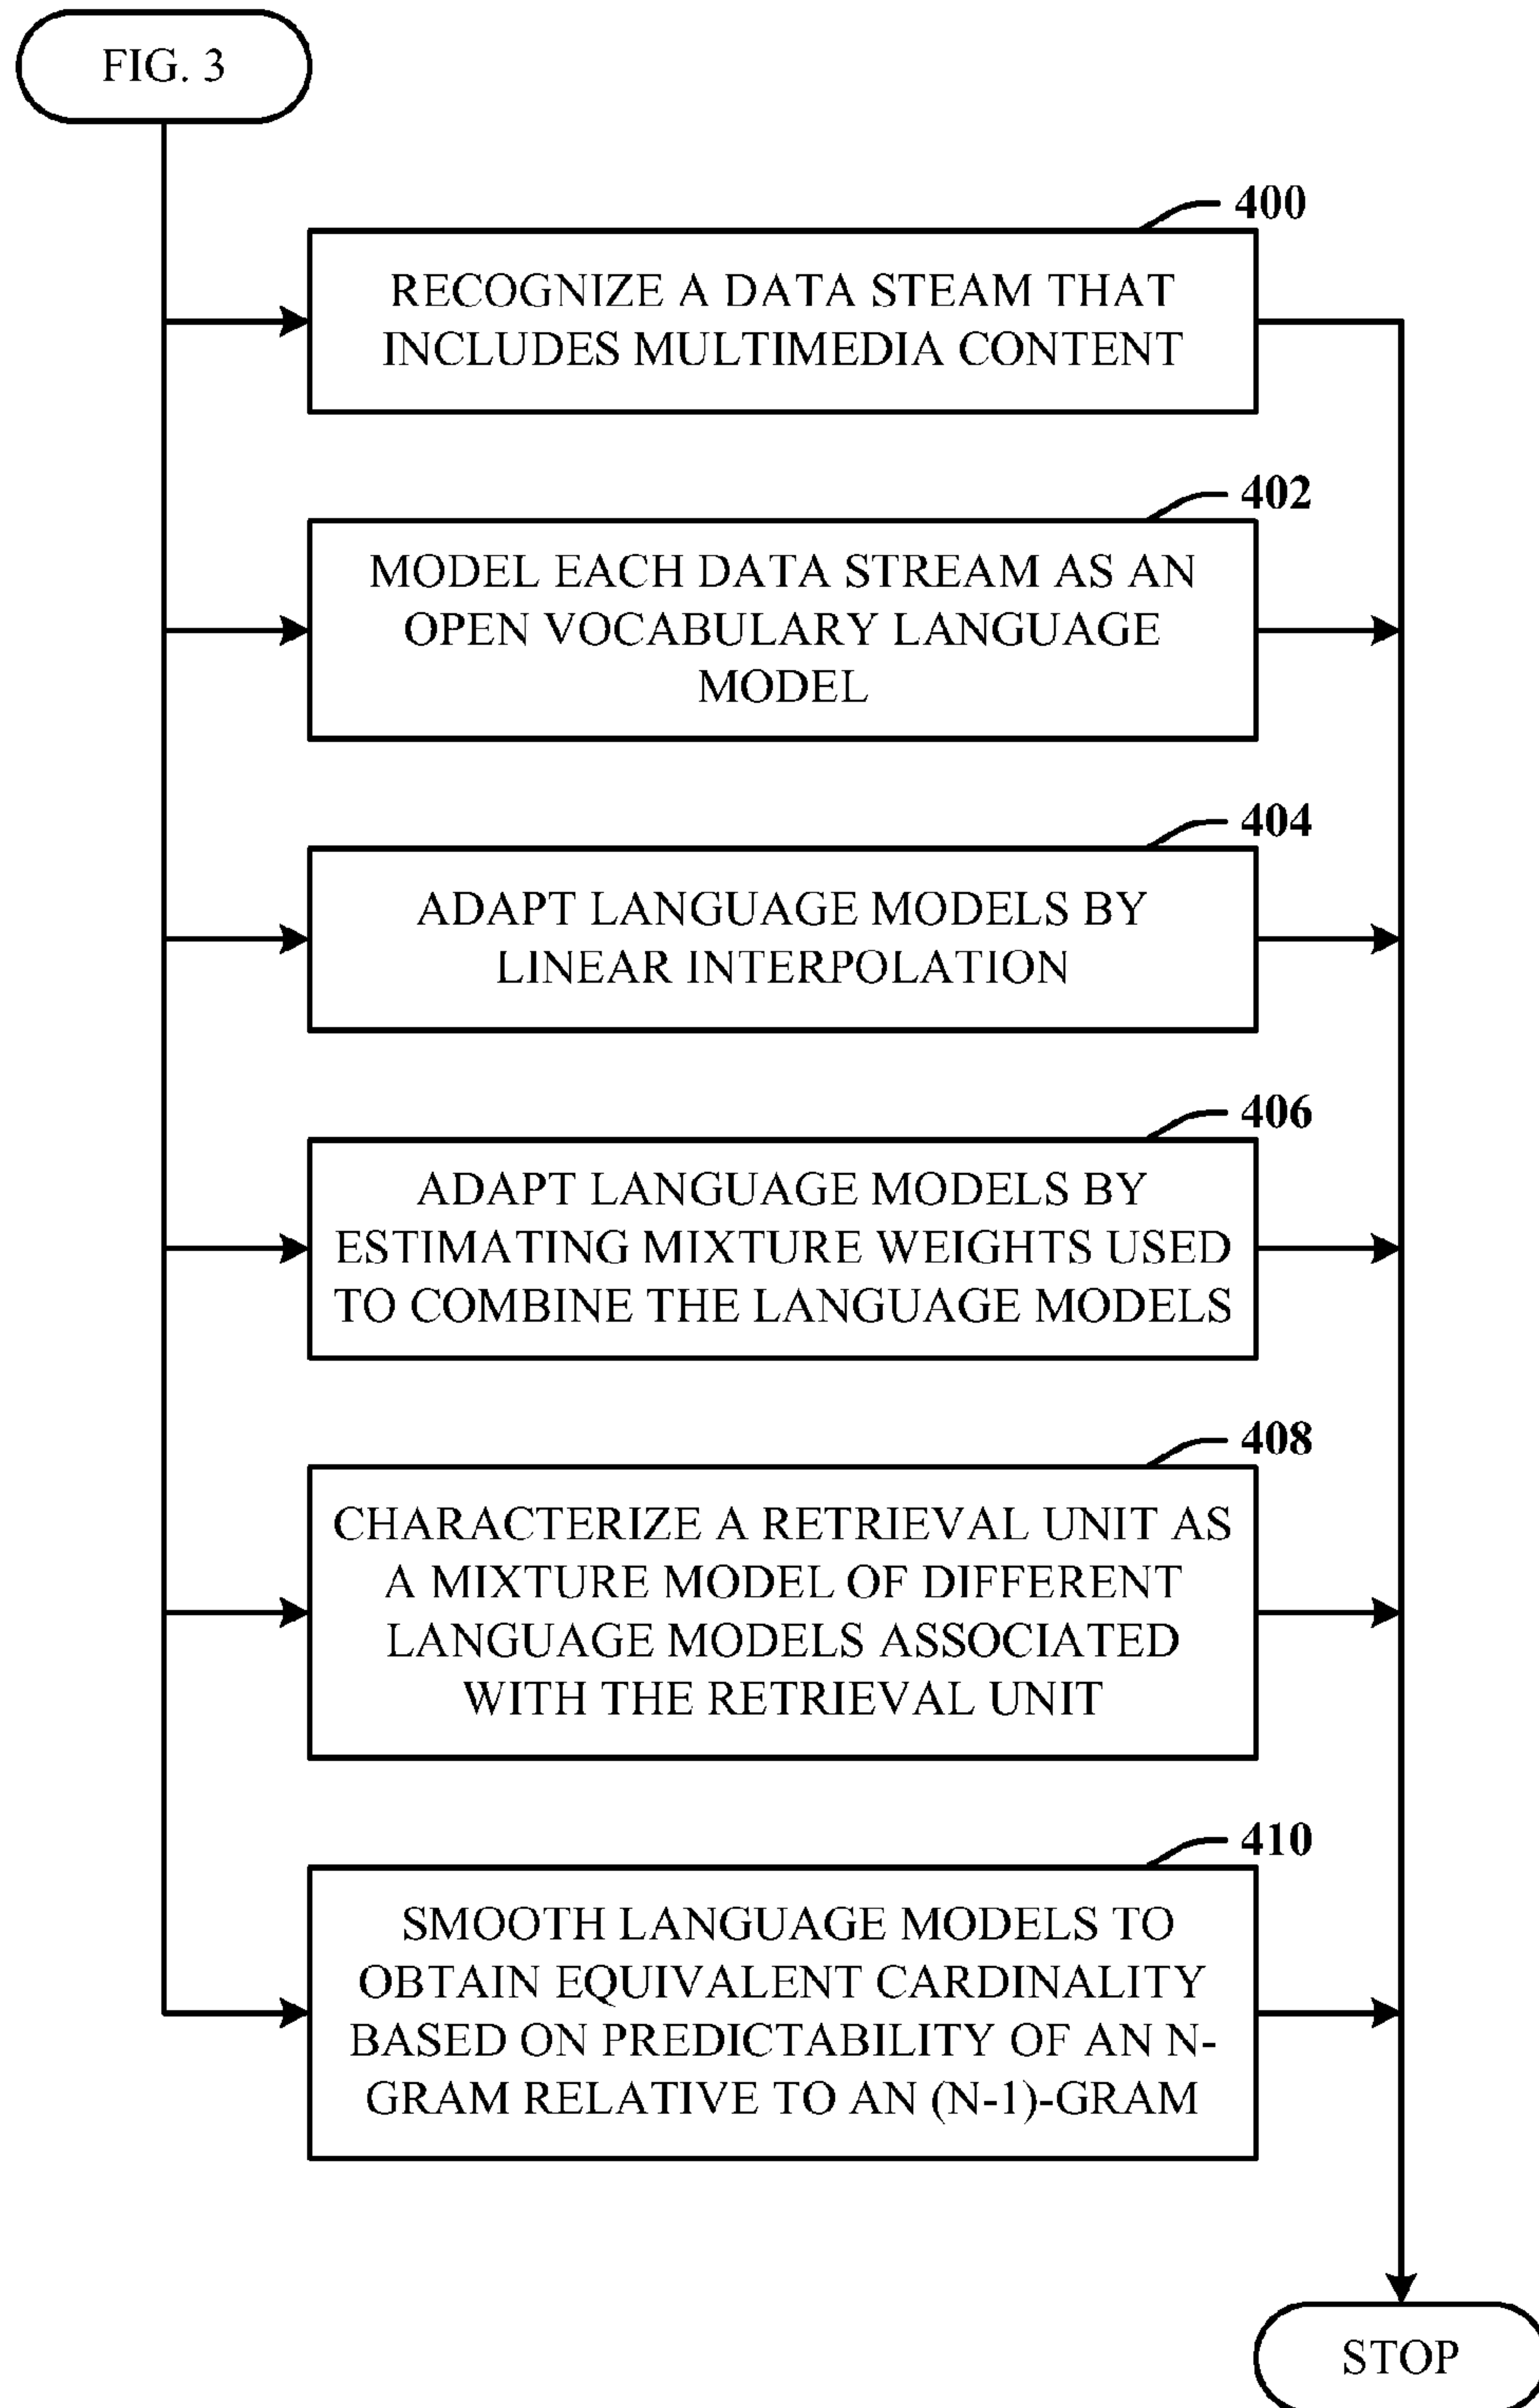 FIG. 3
400
RECOGNIZE A DATA STEAM THAT
INCLUDES MULTIMEDIA CONTENT
402
MODEL EACH DATA STREAM AS AN
OPEN VOCABULARY LANGUAGE
MODEL
404
ADAPT LANGUAGE MODELS BY
LINEAR INTERPOLATION
406
ADAPT LANGUAGE MODELS BY
ESTIMATING MIXTURE WEIGHTS USED
TO COMBINE THE LANGUAGE MODELS
408
CHARACTERIZE A RETRIEVAL UNIT AS
A MIXTURE MODEL OF DIFFERENT
LANGUAGE MODELS ASSOCIATED
WITH THE RETRIEVAL UNIT
410
SMOOTH LANGUAGE MODELS TO
OBTAIN EQUIVALENT CARDINALITY
BASED ON PREDICTABILITY OF AN N-
GRAM RELATIVE TO AN (N-1)-GRAM
STOP